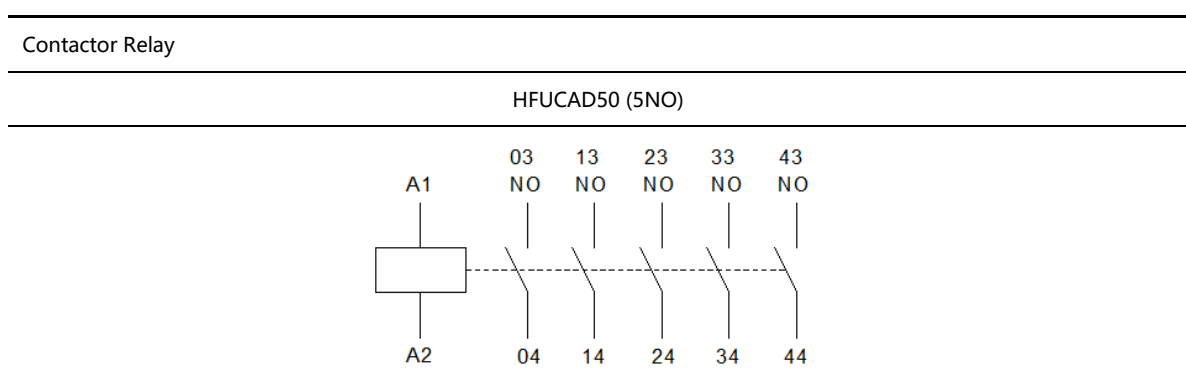 Contactor Relay
HFUCAD50 (5NO)
03 13 23 33 43
A1 NO NO NO NO NO
A2 04 14 24 34 44